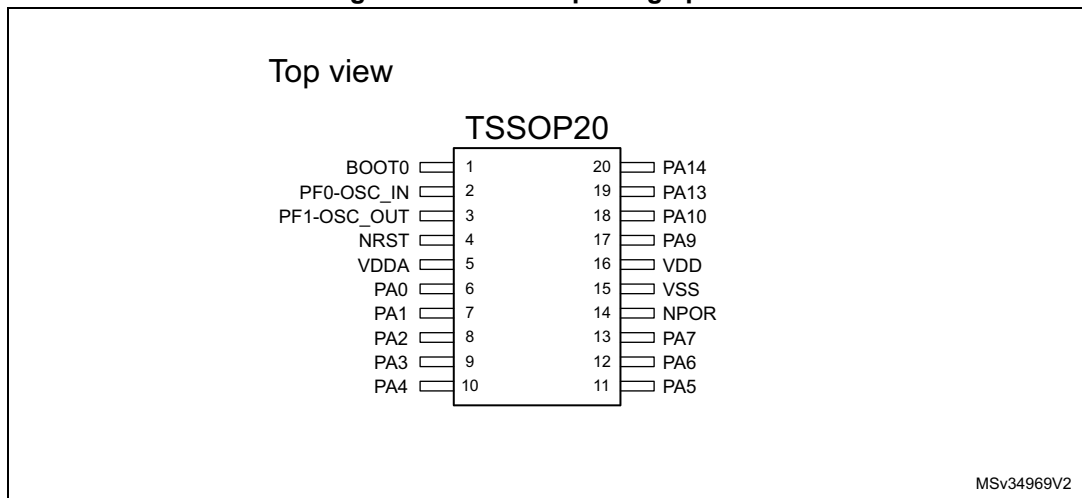 Top view
TSSOP20
BOOT0 1 20 PA14
PF0-OSC_IN 2 19 PA13
PF1-OSC_OUT 3 18 PA10
NRST 4 17 PA9
VDDA 5 16 VDD
PA0 6 15 VSS
PA1 7 14 NPOR
PA2 8 13 PA7
PA3 9 12 PA6
PA4 10 11 PA5
MSv34969V2